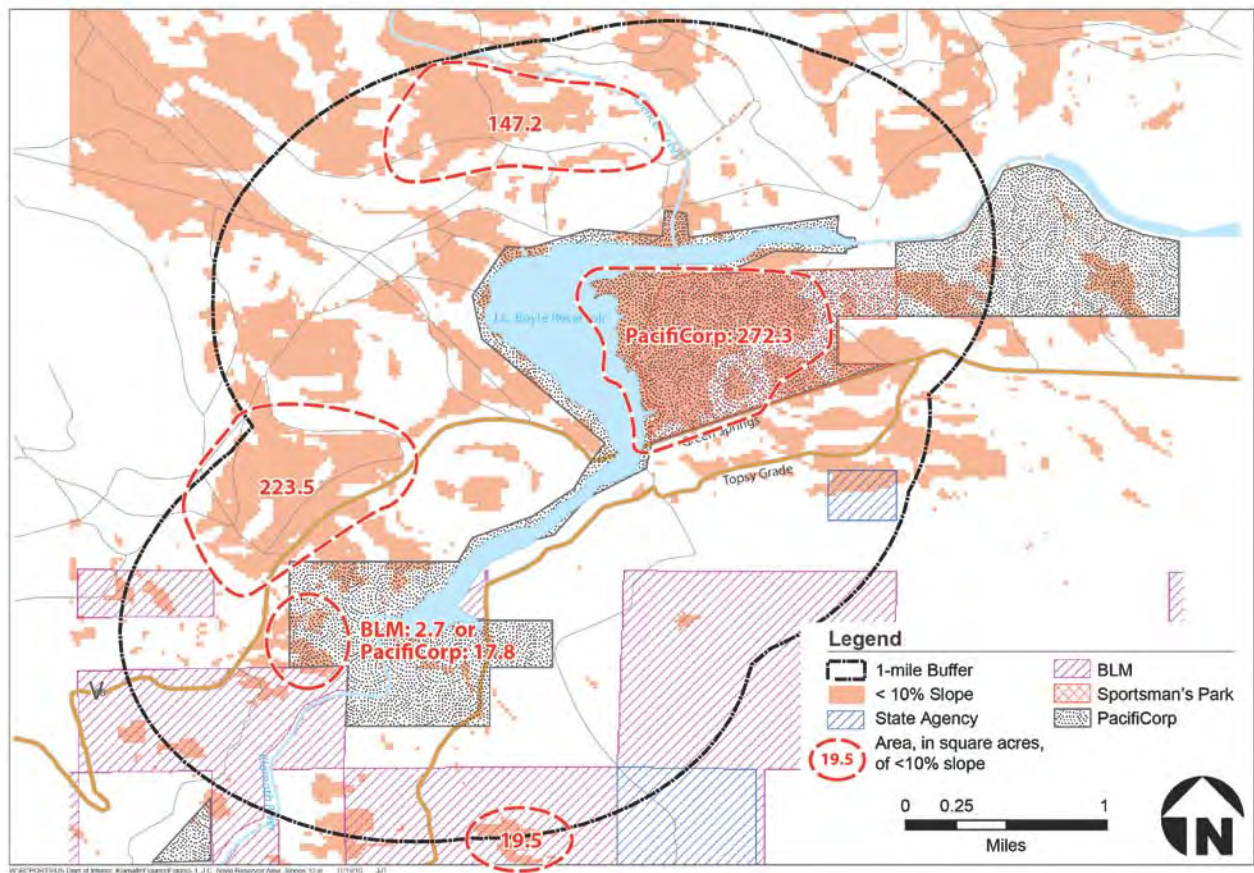 147.2
J.C. Boyle Reservoir
PacifiCorp: 272.3
Green Springs
Topsy Grade
223.5
BLM: 2.7 or
PacifiCorp: 17.8
19.5
Legend
1-mile Buffer
< 10% Slope
State Agency
19.5
Area, in square acres,
of <10% slope
BLM
Sportsman's Park
PacifiCorp
0 0.25 0.5 1
Miles
N